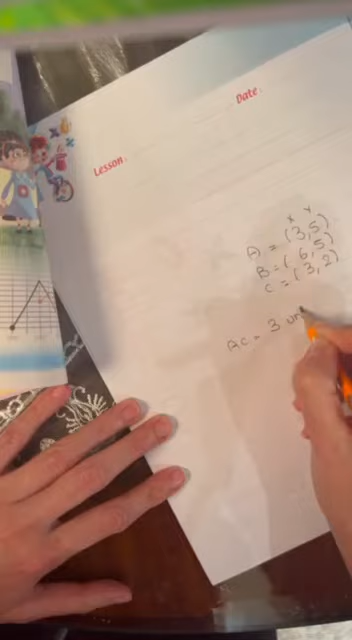 Date:
Lesson:
x y
A = (3,5)
B = (6,5)
C = (3,2)
AC = 3 un